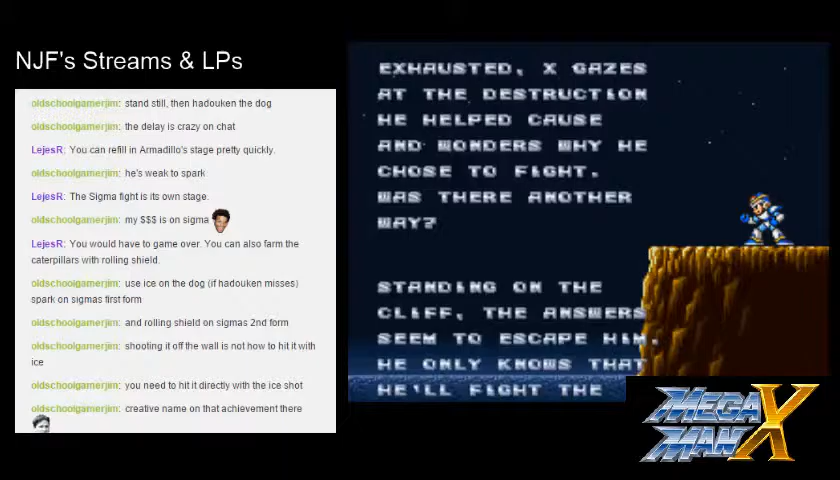 NJF's Streams & LPs
oldschoolgamerjim: stand still, then hadouken the dog
oldschoolgamerjim: the delay is crazy on chat
LejesR: You can refill in Armadillo's stage pretty quickly.
oldschoolgamerjim: he's weak to spark
LejesR: The Sigma fight is its own stage.
oldschoolgamerjim: my $$$ is on sigma
LejesR: You would have to game over. You can also farm the
caterpillars with rolling shield.
oldschoolgamerjim: use ice on the dog (if hadouken misses)
spark on sigmas first form
oldschoolgamerjim: and rolling shield on sigmas 2nd form
oldschoolgamerjim: shooting it off the wall is not how to hit it with
ice
oldschoolgamerjim: you need to hit it directly with the ice shot
oldschoolgamerjim: creative name on that achievement there
EXHAUSTED, X GAZES
AT THE DESTRUCTION
HE HELPED CAUSE
AND WONDERS WHY HE
CHOSE TO FIGHT.
WAS THERE ANOTHER
WAY?
STANDING ON THE
CLIFF, THE ANSWERS
SEEM TO ESCAPE HIM.
HE ONLY KNOWS THAT
HE'LL FIGHT THE
MEGA
MAN X